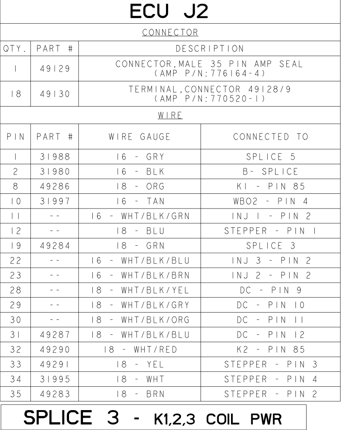 ECU J2
CONNECTOR
QTY. PART # DESCRIPTION
1 49129 CONNECTOR,MALE 35 PIN AMP SEAL
(AMP P/N:776164-4)
18 49130 TERMINAL,CONNECTOR 49128/9
(AMP P/N:770520-1)
WIRE
PIN PART # WIRE GAUGE CONNECTED TO
1 31988 16 - GRY SPLICE 5
2 31980 16 - BLK B- SPLICE
8 49286 18 - ORG K1 - PIN 85
10 31997 16 - TAN WBO2 - PIN 4
11 -- 16 - WHT/BLK/GRN INJ 1 - PIN 2
12 -- 18 - BLU STEPPER - PIN 1
19 49284 18 - GRN SPLICE 3
22 -- 16 - WHT/BLK/BLU INJ 3 - PIN 2
23 -- 16 - WHT/BLK/BRN INJ 2 - PIN 2
28 -- 18 - WHT/BLK/YEL DC - PIN 9
29 -- 18 - WHT/BLK/GRY DC - PIN 10
30 -- 18 - WHT/BLK/ORG DC - PIN 11
31 49287 18 - WHT/BLK/BLU DC - PIN 12
32 49290 18 - WHT/RED K2 - PIN 85
33 49291 18 - YEL STEPPER - PIN 3
34 31995 18 - WHT STEPPER - PIN 4
35 49283 18 - BRN STEPPER - PIN 2
SPLICE 3 - K1,2,3 COIL PWR